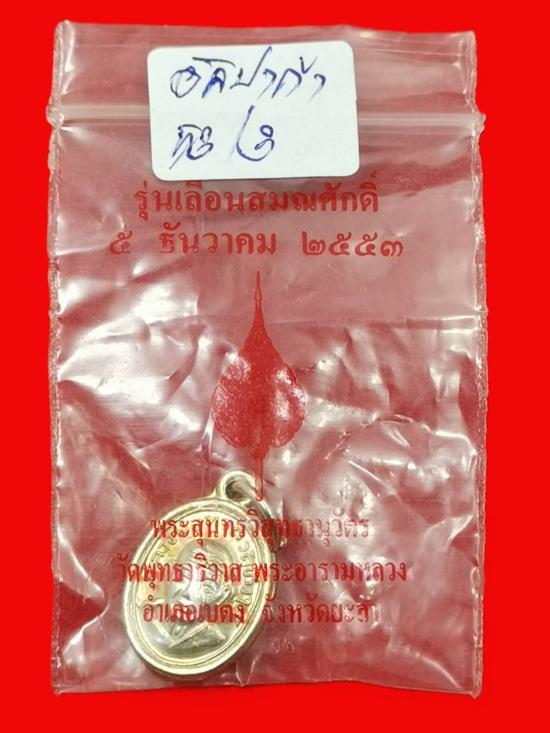 อัลปาก้า
รุ่นเลื่อนสมณศักดิ์
๕ ธันวาคม ๒๕๕๓
พระสุนทรวิสุทธานุวัตร
วัดพุทธาธิวาส พระอารามหลวง
อำเภอเบตง จังหวัดยะลา